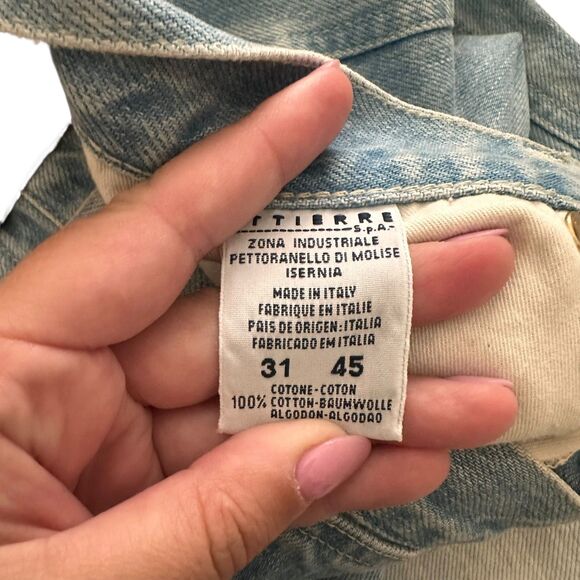 ITTIERRE
S.p.A.
ZONA INDUSTRIALE
PETTORANELLO DI MOLISE
ISERNIA
MADE IN ITALY
FABRIQUE EN ITALIE
PAIS DE ORIGEN:ITALIA
FABRICADO EM ITALIA
31 45
COTONE-COTON
100% COTTON-BAUMWOLLE
ALGODON-ALGODAO